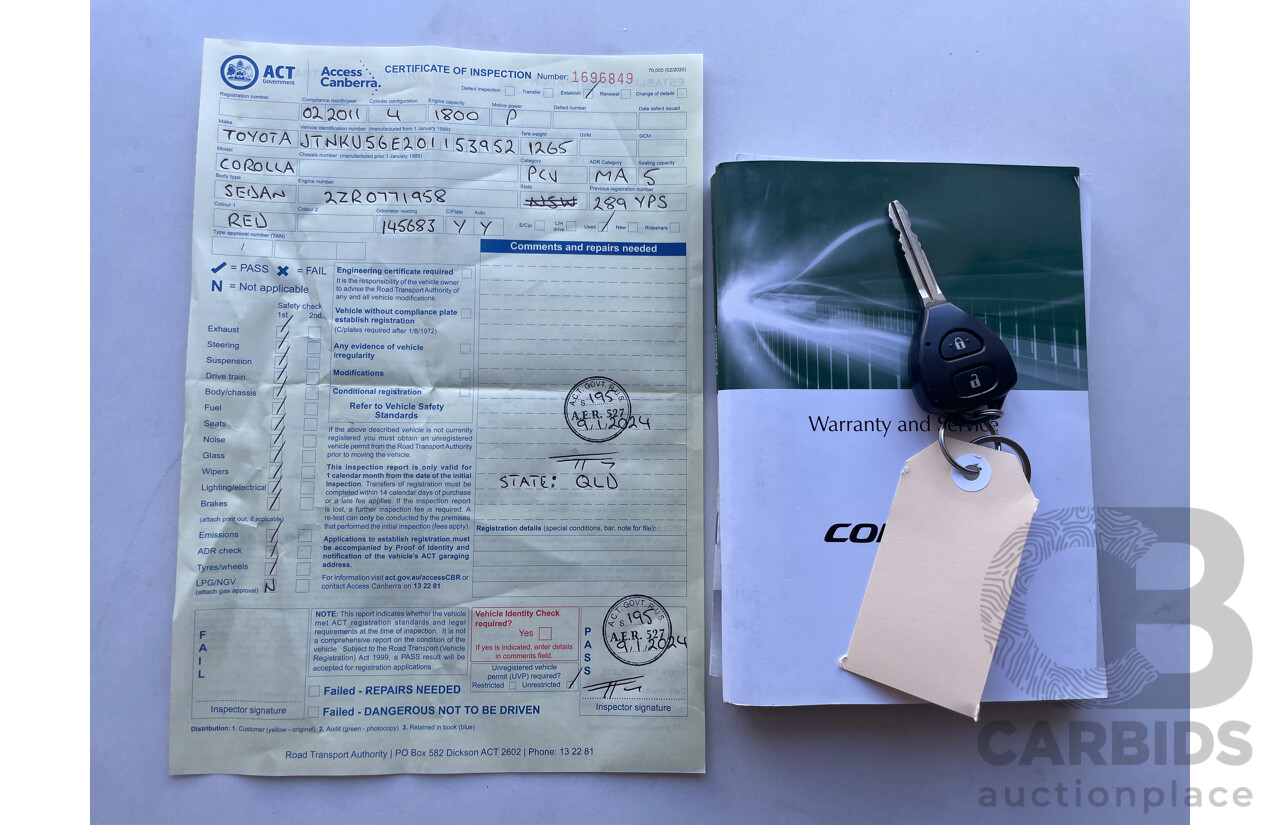 ACT Government
Access Canberra.
CERTIFICATE OF INSPECTION Number: 1696849
70,005 (02/2020)
Defect inspection Transfer Establish Renewal Change of details
Registration number Compliance month/year Cylinder configuration Engine capacity Motive power Defect number Date defect issued
02 2011 4 1800 P
Make Vehicle identification number (manufactured from 1 January 1989) Tare weight GVM GCM
TOYOTA JTNKU56E201153952 1265
Model Chassis number (manufactured prior 1 January 1989) Category ADR Category Seating capacity
COROLLA PCV MA 5
Body type Engine number State Previous registration number
SEDAN 2ZR0771958 NSW 289 YPS
Colour 1 Colour 2 Odometer reading C/Plate Auto
RED 145683 Y Y
S/Car L/H drive Used New Rideshare
Type approval number (TAN)
Comments and repairs needed
= PASS = FAIL
N = Not applicable
Safety check
1st 2nd
Exhaust
Steering
Suspension
Drive train
Body/chassis
Fuel
Seats
Noise
Glass
Wipers
Lighting/electrical
Brakes
(attach print out, if applicable)
Emissions
ADR check
Tyres/wheels
LPG/NGV N
(attach gas approval)
Engineering certificate required
It is the responsibility of the vehicle owner
to advise the Road Transport Authority of
any and all vehicle modifications.
Vehicle without compliance plate
establish registration
(C/plates required after 1/8/1972)
Any evidence of vehicle
irregularity
Modifications
Conditional registration
Refer to Vehicle Safety
Standards
If the above described vehicle is not currently
registered you must obtain an unregistered
vehicle permit from the Road Transport Authority
prior to moving the vehicle.
This inspection report is only valid for
1 calendar month from the date of the initial
inspection. Transfers of registration must be
completed within 14 calendar days of purchase
or a late fee applies. If the inspection report
is lost, a further inspection fee is required. A
re-test can only be conducted by the premises
that performed the initial inspection (fees apply).
Applications to establish registration must
be accompanied by Proof of Identity and
notification of the vehicle's ACT garaging
address.
For information visit act.gov.au/accessCBR or
contact Access Canberra on 13 22 81
A.C.T. GOVT. R.U.S.
S. 195
A.E.R. 527
9.1.2024
STATE: QLD
Registration details (special conditions, bar, note for file):
FAIL
Inspector signature
NOTE: This report indicates whether the vehicle
met ACT registration standards and legal
requirements at the time of inspection. It is not
a comprehensive report on the condition of the
vehicle. Subject to the Road Transport (Vehicle
Registration) Act 1999, a PASS result will be
accepted for registration applications.
Vehicle Identity Check
required?
Yes
If yes is indicated, enter details
in comments field.
Unregistered vehicle
permit (UVP) required?
Restricted Unrestricted
PASS
A.C.T. GOVT. R.U.S.
S. 195
A.E.R. 527
9.1.2024
Inspector signature
Failed - REPAIRS NEEDED
Failed - DANGEROUS NOT TO BE DRIVEN
Distribution: 1. Customer (yellow - original) 2. Audit (green - photocopy) 3. Retained in book (blue)
Road Transport Authority | PO Box 582 Dickson ACT 2602 | Phone: 13 22 81
Warranty and Service
CB
CARBIDS
auctionplace